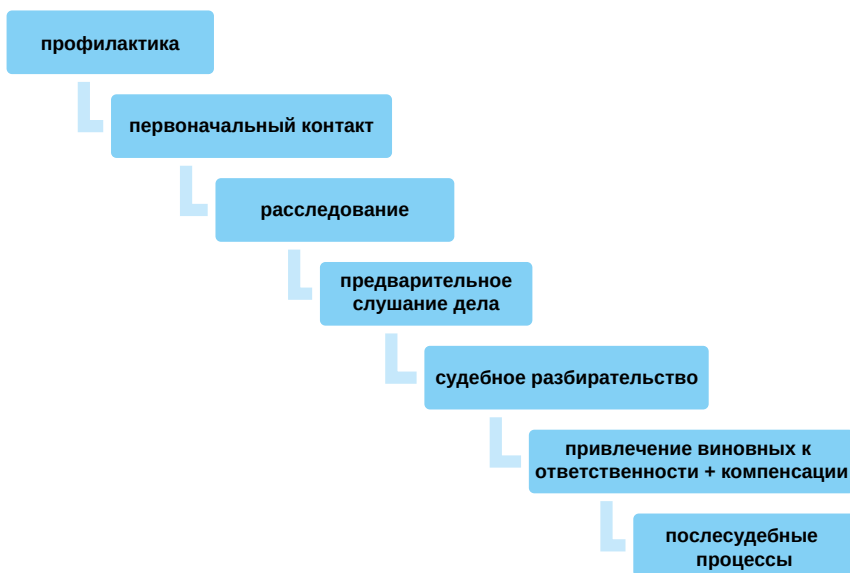 профилактика
первоначальный контакт
расследование
предварительное
слушание дела
судебное разбирательство
привлечение виновных к
ответственности + компенсации
послесудебные
процессы